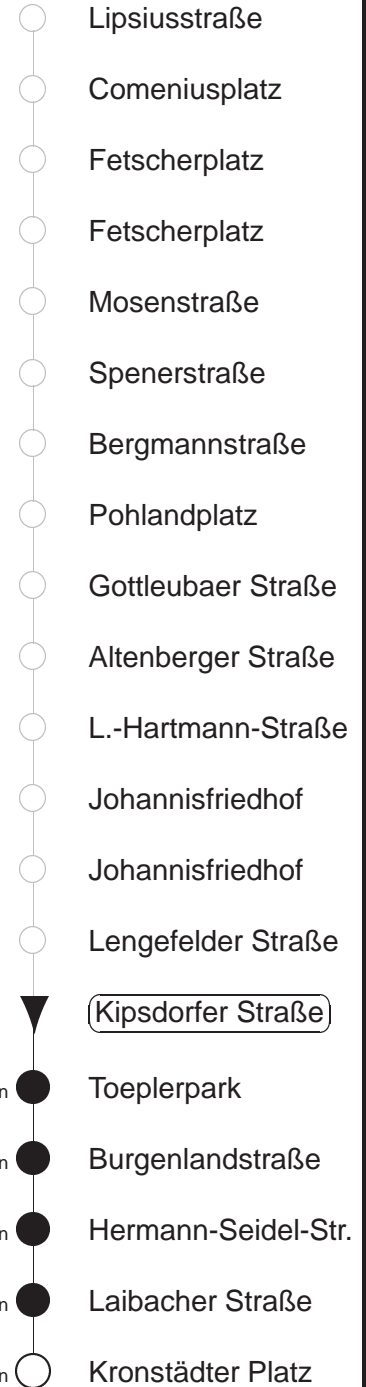 Lipsiusstraße
Comeniusplatz
Fetscherplatz
Fetscherplatz
Mosenstraße
Spenerstraße
Bergmannstraße
Pohlandplatz
Gottleubaer Straße
Altenberger Straße
L.-Hartmann-Straße
Johannisfriedhof
Johannisfriedhof
Lengefelder Straße
Kipsdorfer Straße
n Toeplerpark
n Burgenlandstraße
n Hermann-Seidel-Str.
n Laibacher Straße
n Kronstädter Platz